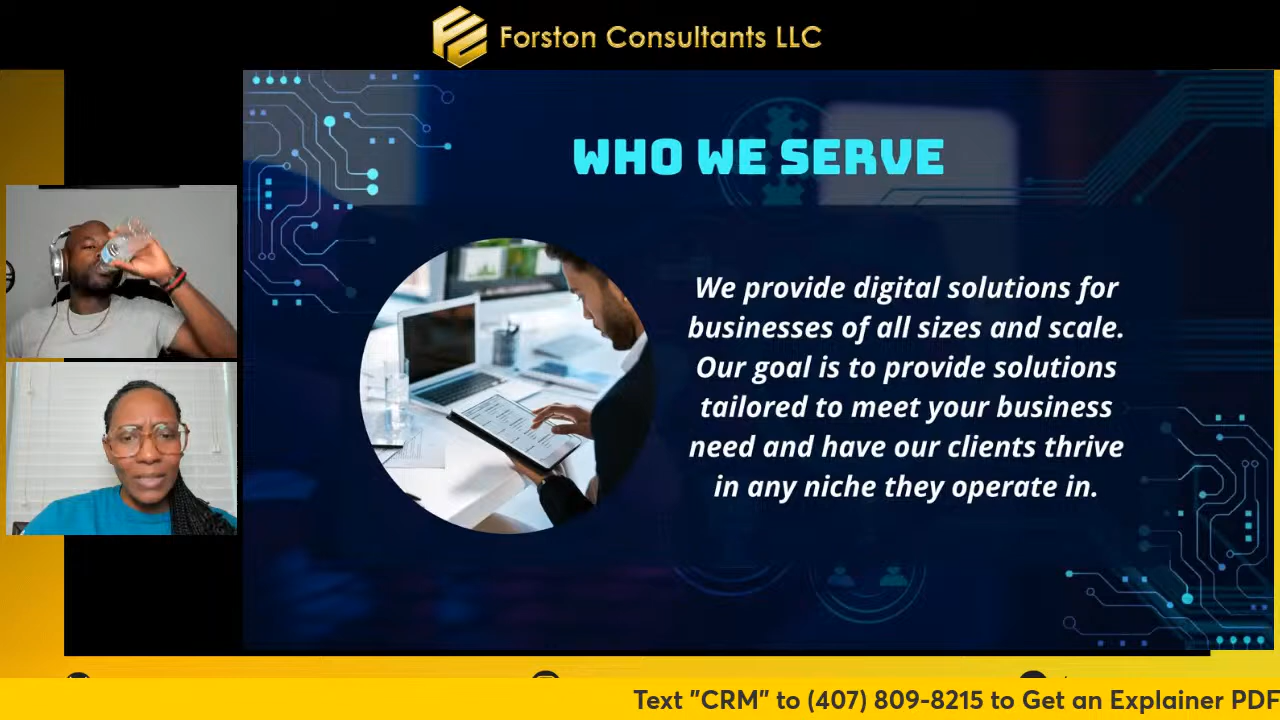 Forston Consultants LLC
WHO WE SERVE
We provide digital solutions for
businesses of all sizes and scale.
Our goal is to provide solutions
tailored to meet your business
need and have our clients thrive
in any niche they operate in.
Text "CRM" to (407) 809-8215 to Get an Explainer PDF